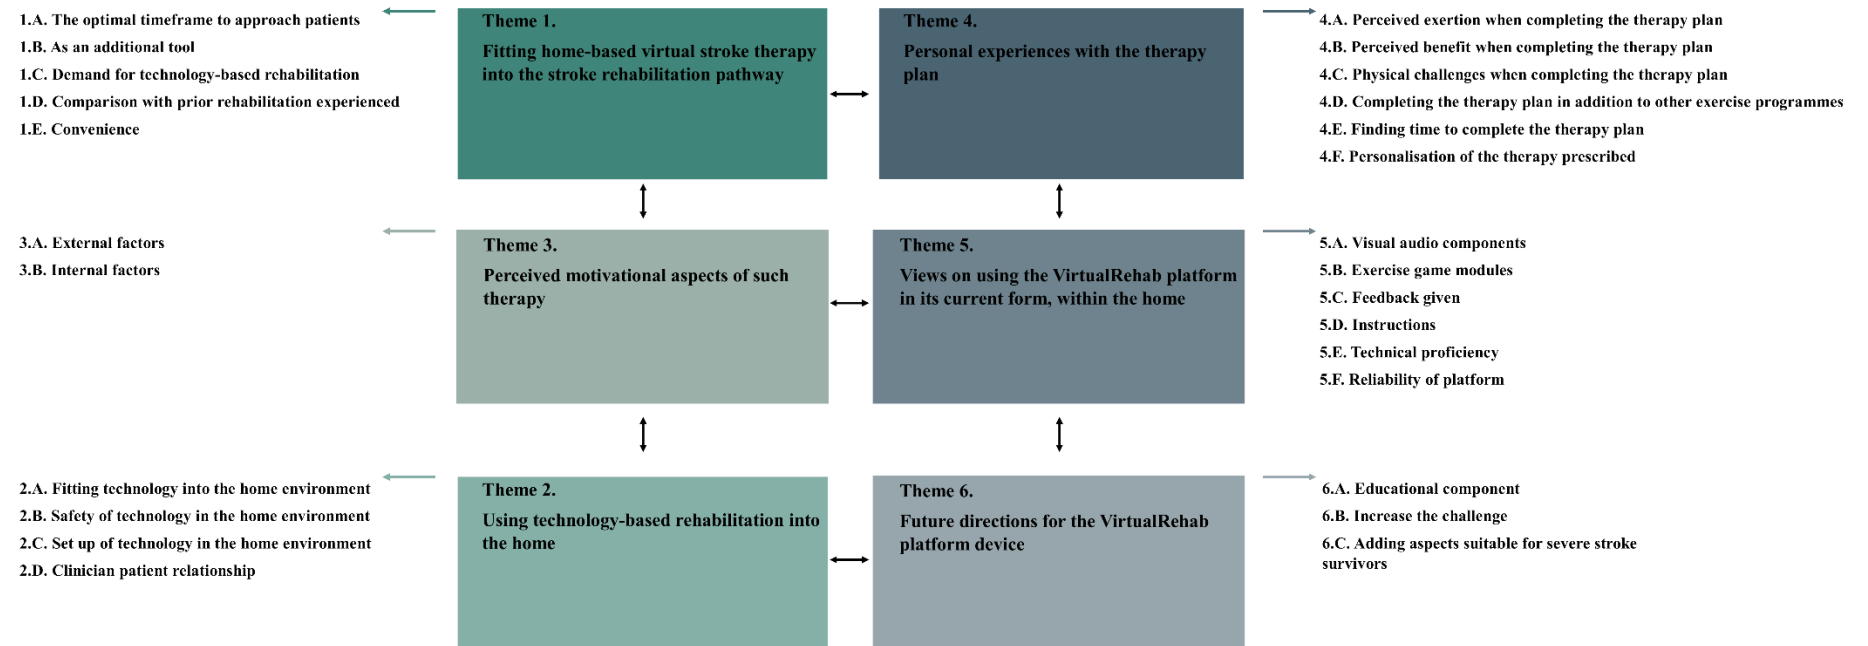 1.A. The optimal timeframe to approach patients
1.B. As an additional tool
1.C. Demand for technology-based rehabilitation
1.D. Comparison with prior rehabilitation experienced
1.E. Convenience
Theme 1.
Fitting home-based virtual stroke therapy
into the stroke rehabilitation pathway
Theme 4.
Personal experiences with the therapy
plan
4.A. Perceived exertion when completing the therapy plan
4.B. Perceived benefit when completing the therapy plan
4.C. Physical challenges when completing the therapy plan
4.D. Completing the therapy plan in addition to other exercise programmes
4.E. Finding time to complete the therapy plan
4.F. Personalisation of the therapy prescribed
3.A. External factors
3.B. Internal factors
Theme 3.
Perceived motivational aspects of such
therapy
Theme 5.
Views on using the VirtualRehab platform
in its current form, within the home
5.A. Visual audio components
5.B. Exercise game modules
5.C. Feedback given
5.D. Instructions
5.E. Technical proficiency
5.F. Reliability of platform
2.A. Fitting technology into the home environment
2.B. Safety of technology in the home environment
2.C. Set up of technology in the home environment
2.D. Clinician patient relationship
Theme 2.
Using technology-based rehabilitation into
the home
Theme 6.
Future directions for the VirtualRehab
platform device
6.A. Educational component
6.B. Increase the challenge
6.C. Adding aspects suitable for severe stroke
survivors